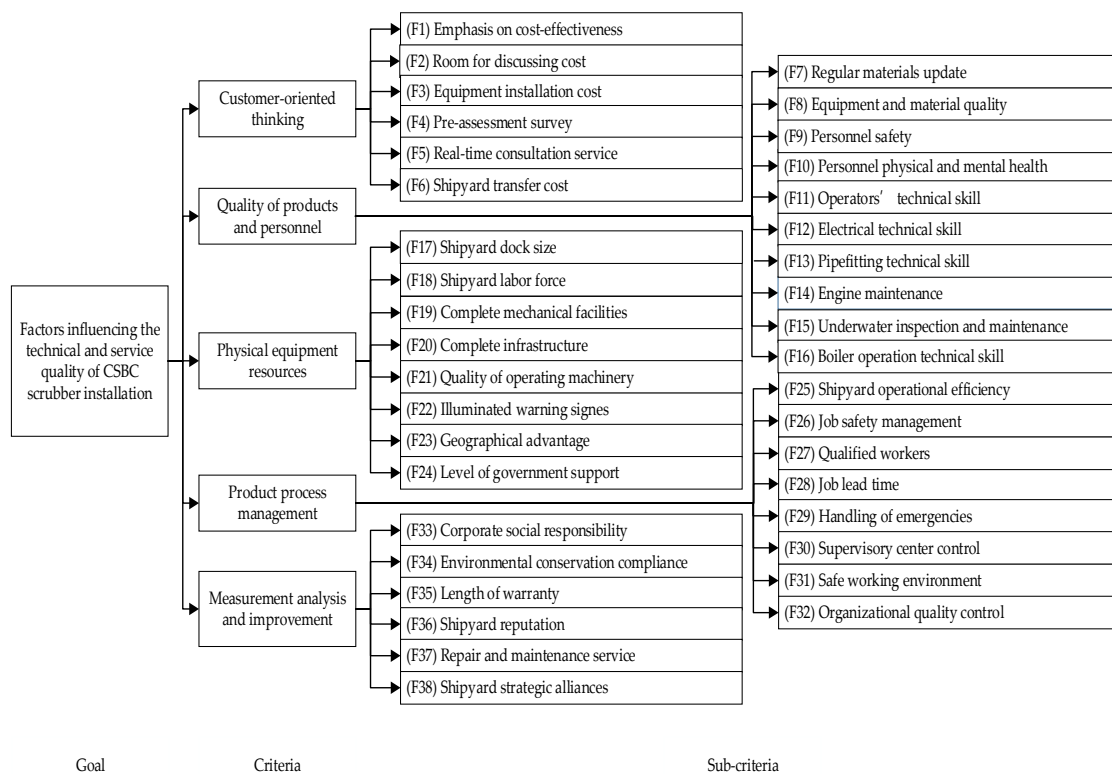 Factors influencing the
technical and service
quality of CSBC
scrubber installation
Customer-oriented
thinking
(F1) Emphasis on cost-effectiveness
(F2) Room for discussing cost
(F3) Equipment installation cost
(F4) Pre-assessment survey
(F5) Real-time consultation service
(F6) Shipyard transfer cost
Quality of products
and personnel
(F7) Regular materials update
(F8) Equipment and material quality
(F9) Personnel safety
(F10) Personnel physical and mental health
(F11) Operators' technical skill
(F12) Electrical technical skill
(F13) Pipefitting technical skill
(F14) Engine maintenance
(F15) Underwater inspection and maintenance
(F16) Boiler operation technical skill
Physical equipment
resources
(F17) Shipyard dock size
(F18) Shipyard labor force
(F19) Complete mechanical facilities
(F20) Complete infrastructure
(F21) Quality of operating machinery
(F22) Illuminated warning signes
(F23) Geographical advantage
(F24) Level of government support
Product process
management
(F25) Shipyard operational efficiency
(F26) Job safety management
(F27) Qualified workers
(F28) Job lead time
(F29) Handling of emergencies
(F30) Supervisory center control
(F31) Safe working environment
(F32) Organizational quality control
Measurement analysis
and improvement
(F33) Corporate social responsibility
(F34) Environmental conservation compliance
(F35) Length of warranty
(F36) Shipyard reputation
(F37) Repair and maintenance service
(F38) Shipyard strategic alliances
Goal
Criteria
Sub-criteria